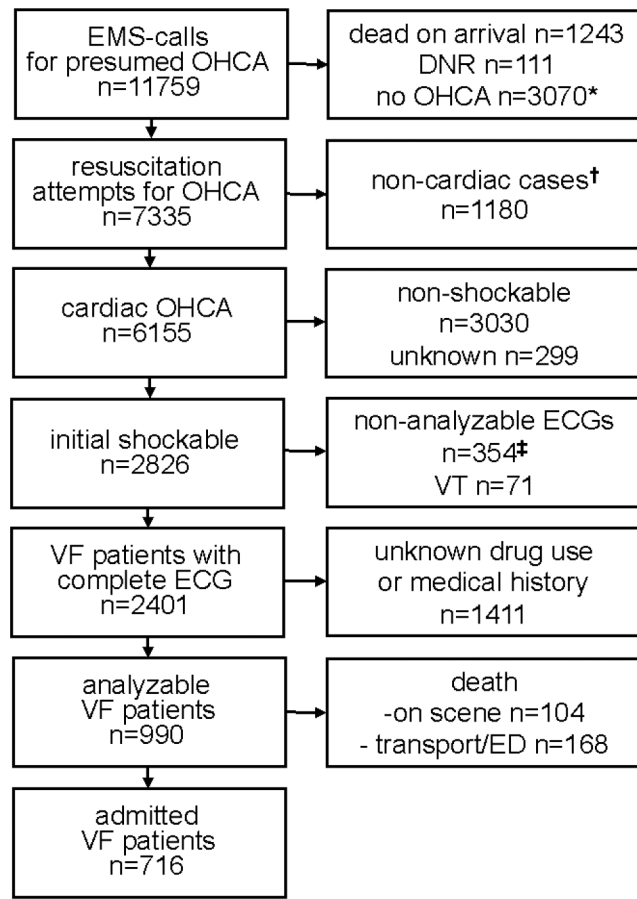 EMS-calls
for presumed OHCA
n=11759
dead on arrival n=1243
DNR n=111
no OHCA n=3070*
resuscitation
attempts for OHCA
n=7335
non-cardiac cases†
n=1180
cardiac OHCA
n=6155
non-shockable
n=3030
unknown n=299
initial shockable
n=2826
non-analyzable ECGs
n=354‡
VT n=71
VF patients with
complete ECG
n=2401
unknown drug use
or medical history
n=1411
analyzable
VF patients
n=990
death
-on scene n=104
- transport/ED n=168
admitted
VF patients
n=716